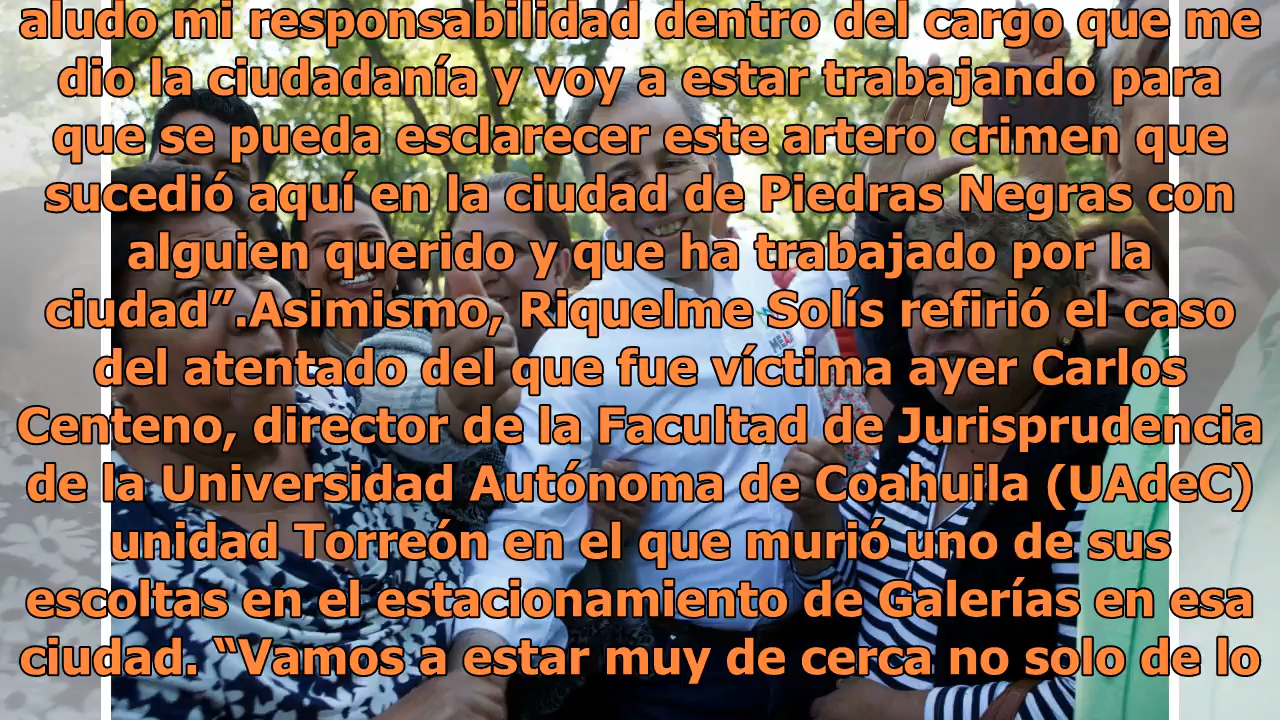 aludo mi responsabilidad dentro del cargo que me
dio la ciudadanía y voy a estar trabajando para
que se pueda esclarecer este artero crimen que
sucedió aquí en la ciudad de Piedras Negras con
alguien querido y que ha trabajado por la
ciudad”.Asimismo, Riquelme Solís refirió el caso
del atentado del que fue víctima ayer Carlos
Centeno, director de la Facultad de Jurisprudencia
de la Universidad Autónoma de Coahuila (UAdeC)
unidad Torreón en el que murió uno de sus
escoltas en el estacionamiento de Galerías en esa
ciudad. “Vamos a estar muy de cerca no solo de lo